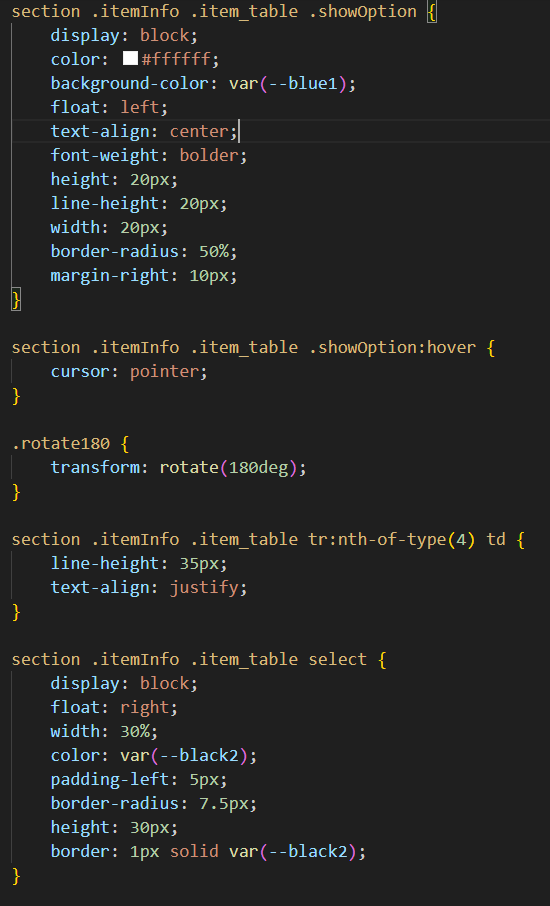 section .itemInfo .item_table .showOption {
    display: block;
    color: #ffffff;
    background-color: var(--blue1);
    float: left;
    text-align: center;
    font-weight: bolder;
    height: 20px;
    line-height: 20px;
    width: 20px;
    border-radius: 50%;
    margin-right: 10px;
}

section .itemInfo .item_table .showOption:hover {
    cursor: pointer;
}

.rotate180 {
    transform: rotate(180deg);
}

section .itemInfo .item_table tr:nth-of-type(4) td {
    line-height: 35px;
    text-align: justify;
}

section .itemInfo .item_table select {
    display: block;
    float: right;
    width: 30%;
    color: var(--black2);
    padding-left: 5px;
    border-radius: 7.5px;
    height: 30px;
    border: 1px solid var(--black2);
}